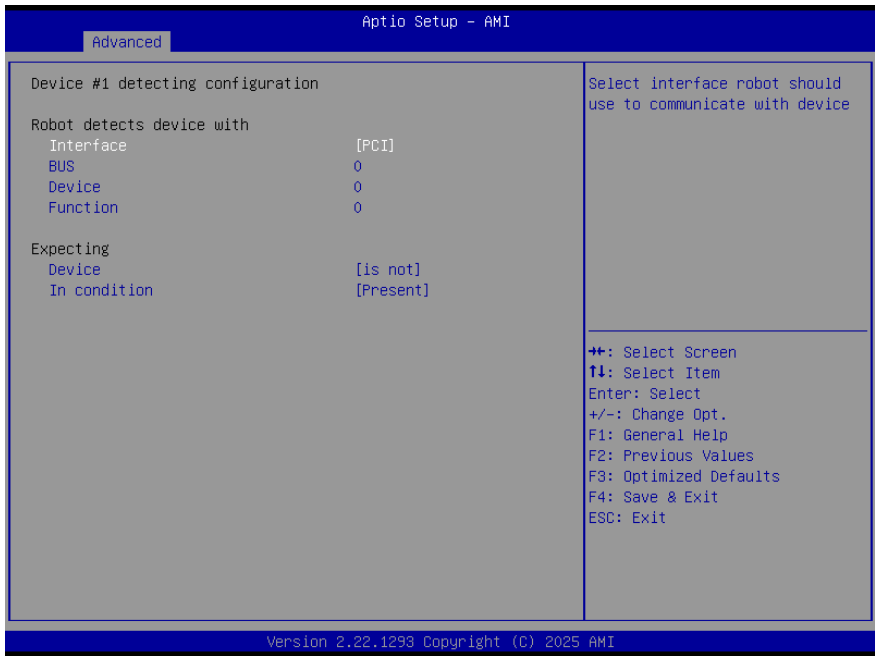 Aptio Setup – AMI
Advanced
Device #1 detecting configuration
Robot detects device with
Interface [PCI]
BUS 0
Device 0
Function 0
Expecting
Device [is not]
In condition [Present]
Select interface robot should
use to communicate with device
→←: Select Screen
↑↓: Select Item
Enter: Select
+/-: Change Opt.
F1: General Help
F2: Previous Values
F3: Optimized Defaults
F4: Save & Exit
ESC: Exit
Version 2.22.1293 Copyright (C) 2025 AMI